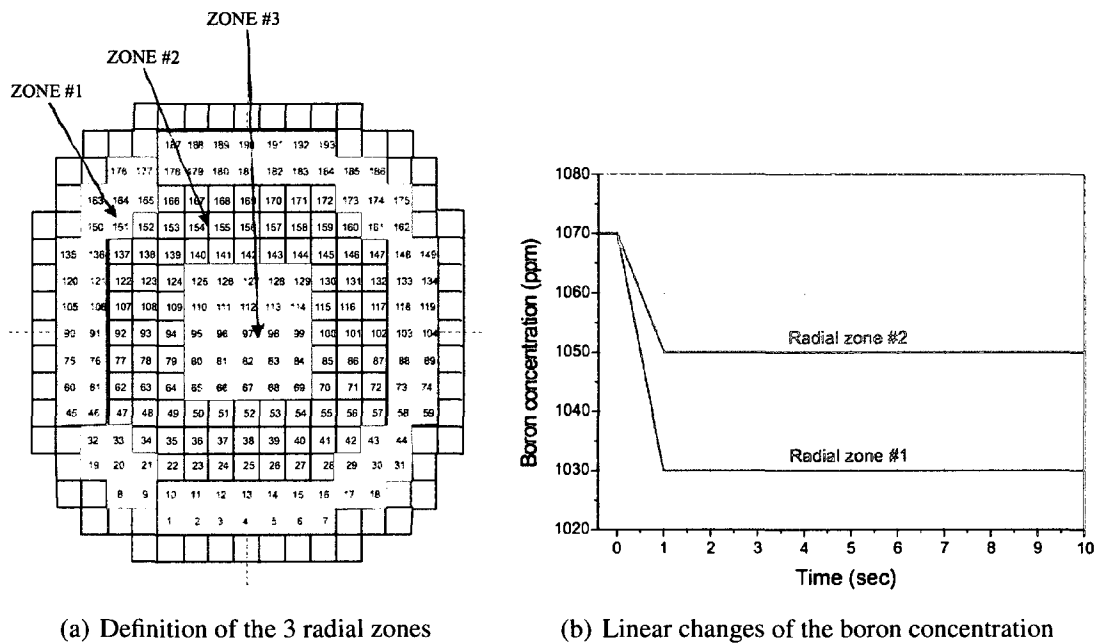 ZONE #3
ZONE #2
ZONE #1
187 188 189 190 191 192 193
176 177 178 179 180 181 182 183 184 185 186
163 164 165 166 167 168 169 170 171 172 173 174 175
150 151 152 153 154 155 156 157 158 159 160 161 162
135 136 137 138 139 140 141 142 143 144 145 146 147 148 149
120 121 122 123 124 125 126 127 128 129 130 131 132 133 134
105 106 107 108 109 110 111 112 113 114 115 116 117 118 119
90 91 92 93 94 95 96 97 98 99 100 101 102 103 104
75 76 77 78 79 80 81 82 83 84 85 86 87 88 89
60 61 62 63 64 65 66 67 68 69 70 71 72 73 74
45 46 47 48 49 50 51 52 53 54 55 56 57 58 59
32 33 34 35 36 37 38 39 40 41 42 43 44
19 20 21 22 23 24 25 26 27 28 29 30 31
8 9 10 11 12 13 14 15 16 17 18
1 2 3 4 5 6 7
(a) Definition of the 3 radial zones
1080
1070
1060
1050
1040
1030
1020
Boron concentration (ppm)
Radial zone #2
Radial zone #1
0 1 2 3 4 5 6 7 8 9 10
Time (sec)
(b) Linear changes of the boron concentration